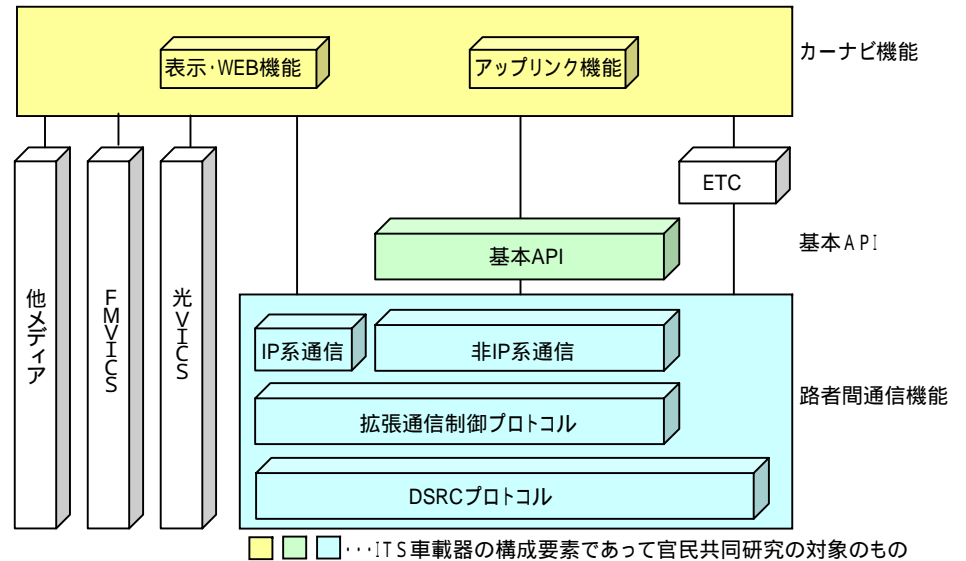 表示・WEB機能
アップリンク機能
カーナビ機能
ETC
基本API
基本API
他メディア
FMVICS
光VICS
IP系通信
非IP系通信
拡張通信制御プロトコル
DSRCプロトコル
路者間通信機能
・・・ITS車載器の構成要素であって官民共同研究の対象のもの